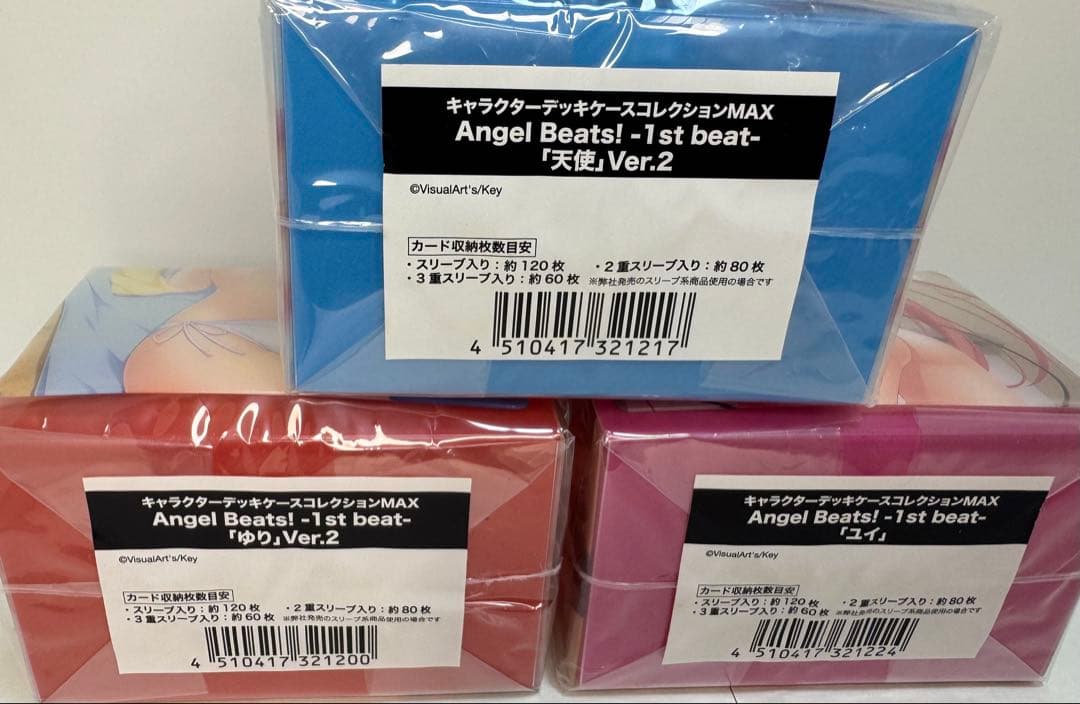 キャラクターデッキケースコレクションMAX
Angel Beats! -1st beat-
「天使」Ver.2
©VisualArt's/Key
カード収納枚数目安
・スリーブ入り：約120枚 ・2重スリーブ入り：約80枚
・3重スリーブ入り：約60枚 ※弊社発売のスリーブ系商品使用の場合です
4 510417 321217
キャラクターデッキケースコレクションMAX
Angel Beats! -1st beat-
「ゆり」Ver.2
©VisualArt's/Key
カード収納枚数目安
・スリーブ入り：約120枚 ・2重スリーブ入り：約80枚
・3重スリーブ入り：約60枚 ※弊社発売のスリーブ系商品使用の場合です
4 510417 321200
キャラクターデッキケースコレクションMAX
Angel Beats! -1st beat-
「ユイ」
©VisualArt's/Key
カード収納枚数目安
・スリーブ入り：約120枚 ・2重スリーブ入り：約80枚
・3重スリーブ入り：約60枚 ※弊社発売のスリーブ系商品使用の場合です
4 510417 321224